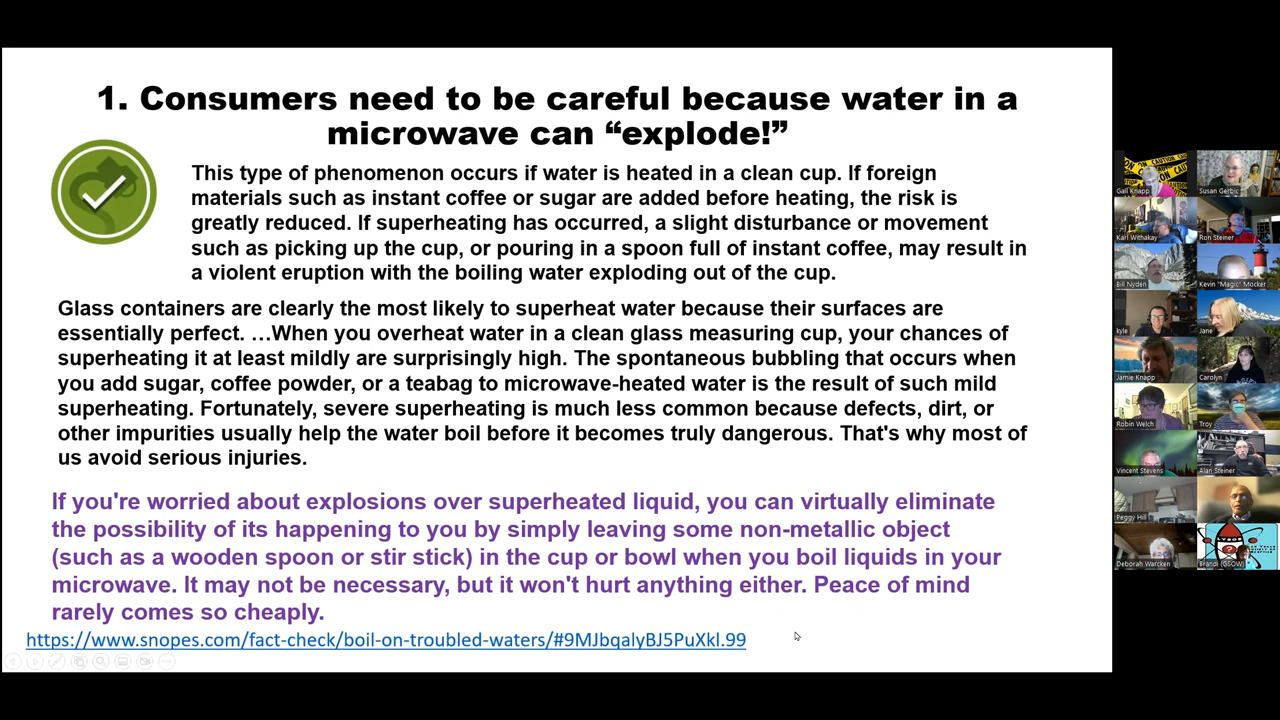 1. Consumers need to be careful because water in a
microwave can “explode!”
This type of phenomenon occurs if water is heated in a clean cup. If foreign
materials such as instant coffee or sugar are added before heating, the risk is
greatly reduced. If superheating has occurred, a slight disturbance or movement
such as picking up the cup, or pouring in a spoon full of instant coffee, may result in
a violent eruption with the boiling water exploding out of the cup.
Glass containers are clearly the most likely to superheat water because their surfaces are
essentially perfect. …When you overheat water in a clean glass measuring cup, your chances of
superheating it at least mildly are surprisingly high. The spontaneous bubbling that occurs when
you add sugar, coffee powder, or a teabag to microwave-heated water is the result of such mild
superheating. Fortunately, severe superheating is much less common because defects, dirt, or
other impurities usually help the water boil before it becomes truly dangerous. That's why most of
us avoid serious injuries.
If you're worried about explosions over superheated liquid, you can virtually eliminate
the possibility of its happening to you by simply leaving some non-metallic object
(such as a wooden spoon or stir stick) in the cup or bowl when you boil liquids in your
microwave. It may not be necessary, but it won't hurt anything either. Peace of mind
rarely comes so cheaply.
https://www.snopes.com/fact-check/boil-on-troubled-waters/#9MJbqalyBJ5PuXkl.99
CAUTION
Gail Knapp
Susan Gerbic
Karl Withakay
Ron Steiner
Bill Nyden
Kevin "Magic" Mocker
kyle
Jane
Jamie Knapp
Carolyn
Robin Welch
Troy
Vincent Stevens
Alan Steiner
Peggy Hill
Deborah Warcken
Brandi (GSOW)